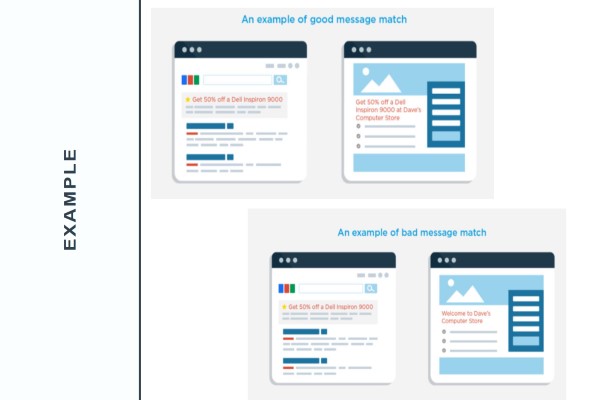 EXAMPLE
An example of good message match
Get 50% off a Dell Inspiron 9000
Get 50% off a Dell
Inspiron 9000 at Dave's
Computer Store
An example of bad message match
Get 50% off a Dell Inspiron 9000
Welcome to Dave's
Computer Store